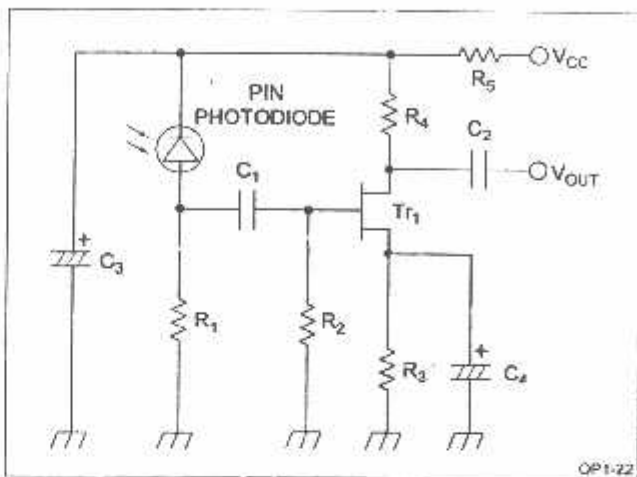 VCC
R5
PIN
PHOTODIODE
R4
C2
C1
VOUT
Tr1
+
C3
R1
R2
R3
+
C4
OP1-22